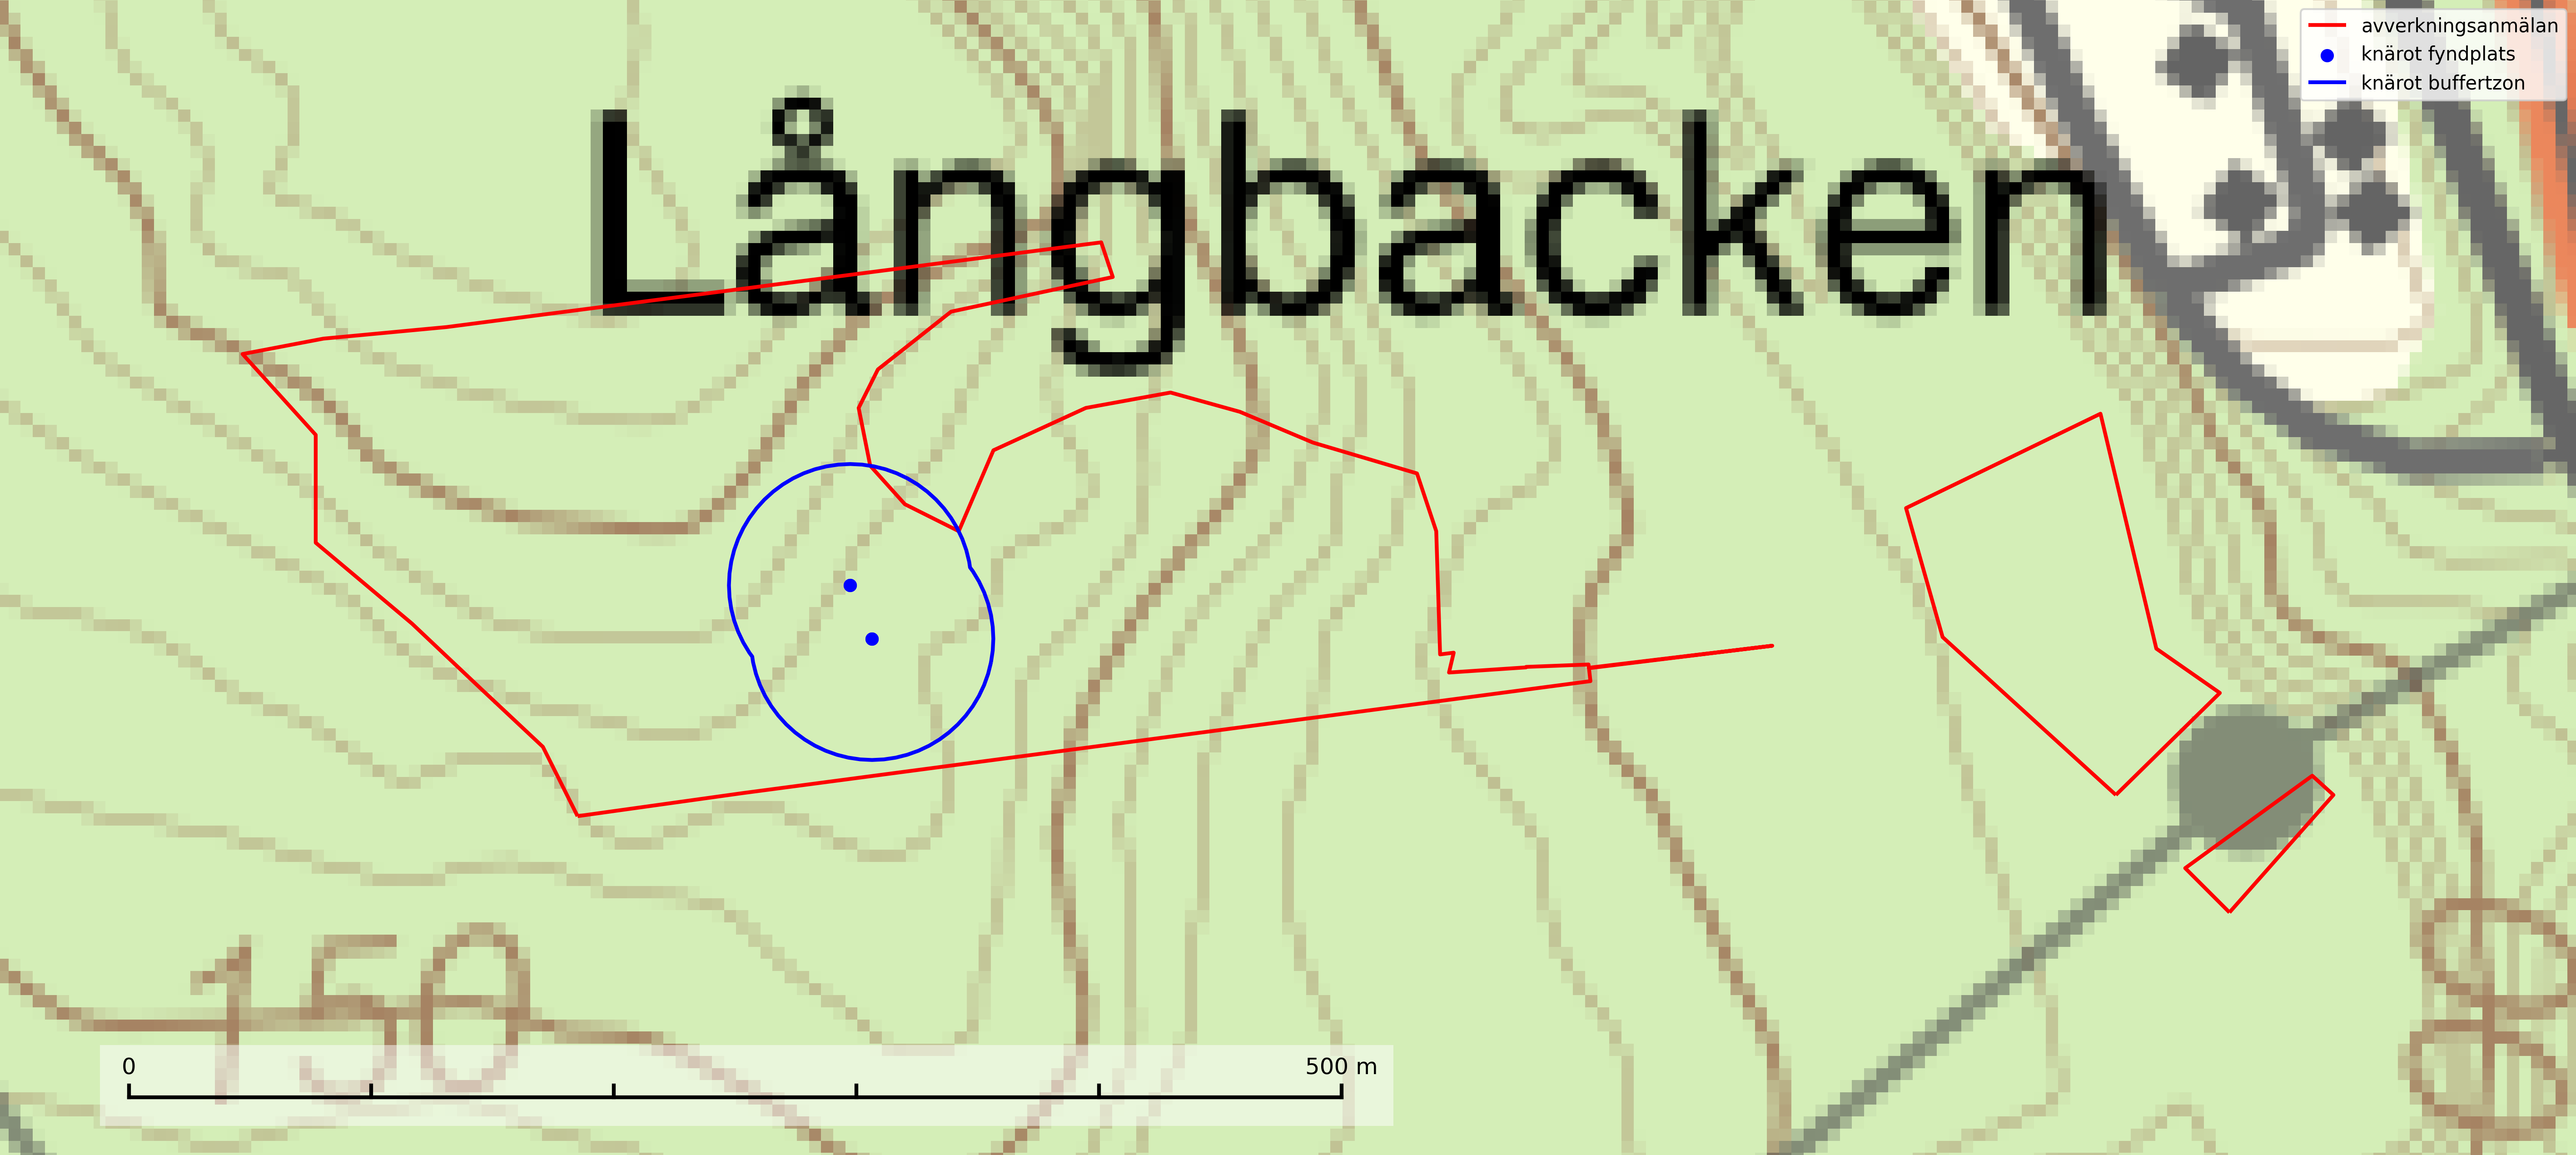 avverkningsanmälan
knärot fyndplats
knärot buffertzon
Långbacken
150
0 500 m